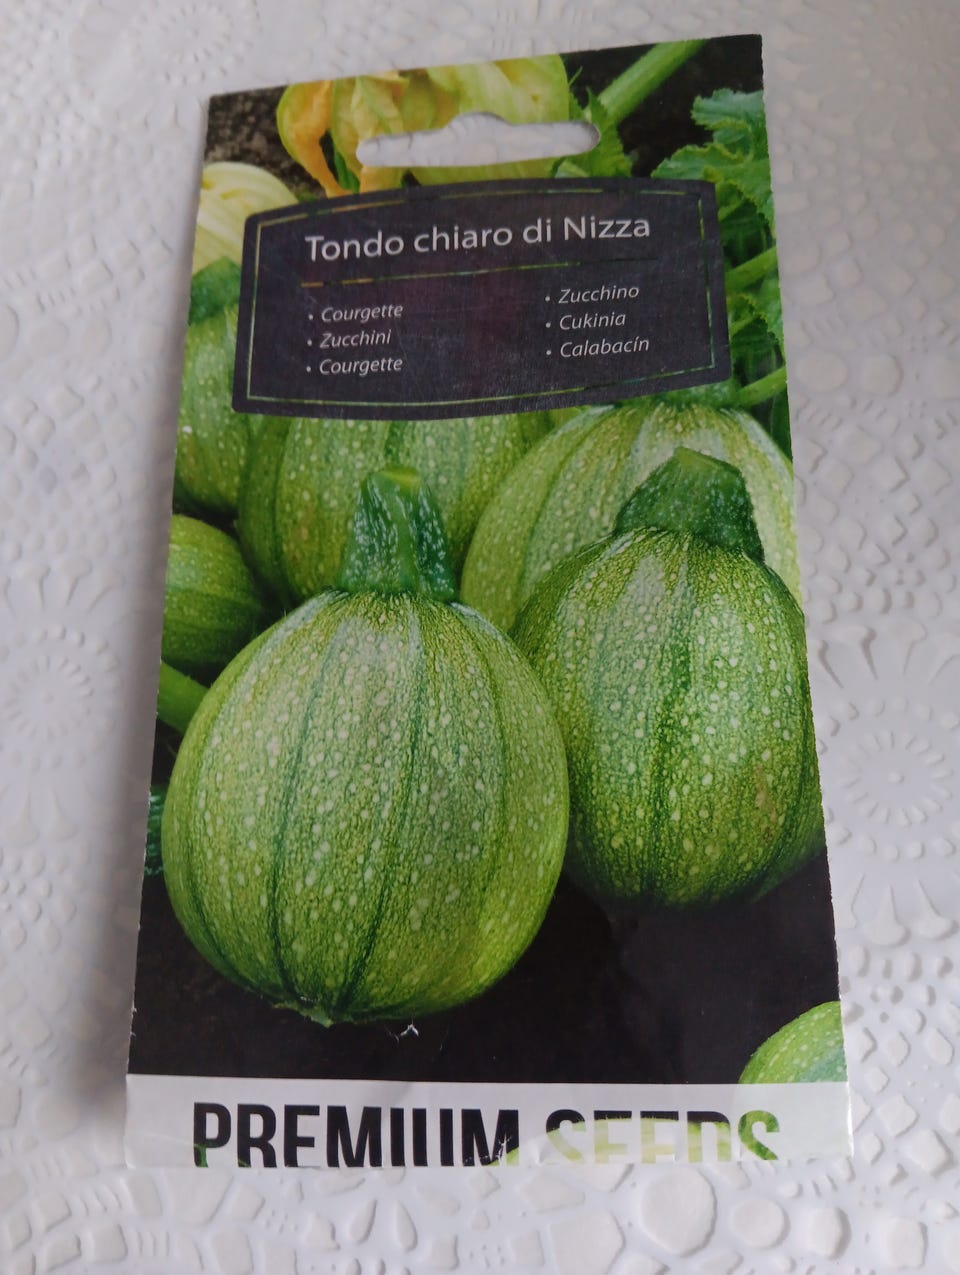 Tondo chiaro di Nizza
• Courgette
• Zucchini
• Courgette
• Zucchino
• Cukinia
• Calabacín
PREMIUM SEEDS